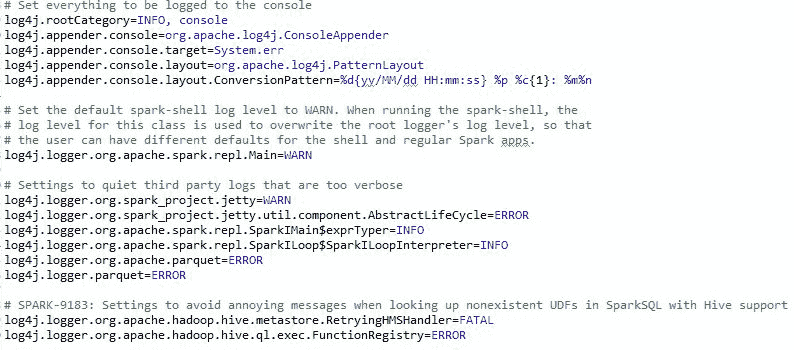 # Set everything to be logged to the console
log4j.rootCategory=INFO, console
log4j.appender.console=org.apache.log4j.ConsoleAppender
log4j.appender.console.target=System.err
log4j.appender.console.layout=org.apache.log4j.PatternLayout
log4j.appender.console.layout.ConversionPattern=%d{yy/MM/dd HH:mm:ss} %p %c{1}: %m%n
# Set the default spark-shell log level to WARN. When running the spark-shell, the
# log level for this class is used to overwrite the root logger's log level, so that
# the user can have different defaults for the shell and regular Spark apps.
log4j.logger.org.apache.spark.repl.Main=WARN
# Settings to quiet third party logs that are too verbose
log4j.logger.org.spark_project.jetty=WARN
log4j.logger.org.spark_project.jetty.util.component.AbstractLifeCycle=ERROR
log4j.logger.org.apache.spark.repl.SparkIMain$exprTyper=INFO
log4j.logger.org.apache.spark.repl.SparkILoop$SparkILoopInterpreter=INFO
log4j.logger.org.apache.parquet=ERROR
log4j.logger.parquet=ERROR
# SPARK-9183: Settings to avoid annoying messages when looking up nonexistent UDFs in SparkSQL with Hive support
log4j.logger.org.apache.hadoop.hive.metastore.RetryingHMSHandler=FATAL
log4j.logger.org.apache.hadoop.hive.ql.exec.FunctionRegistry=ERROR